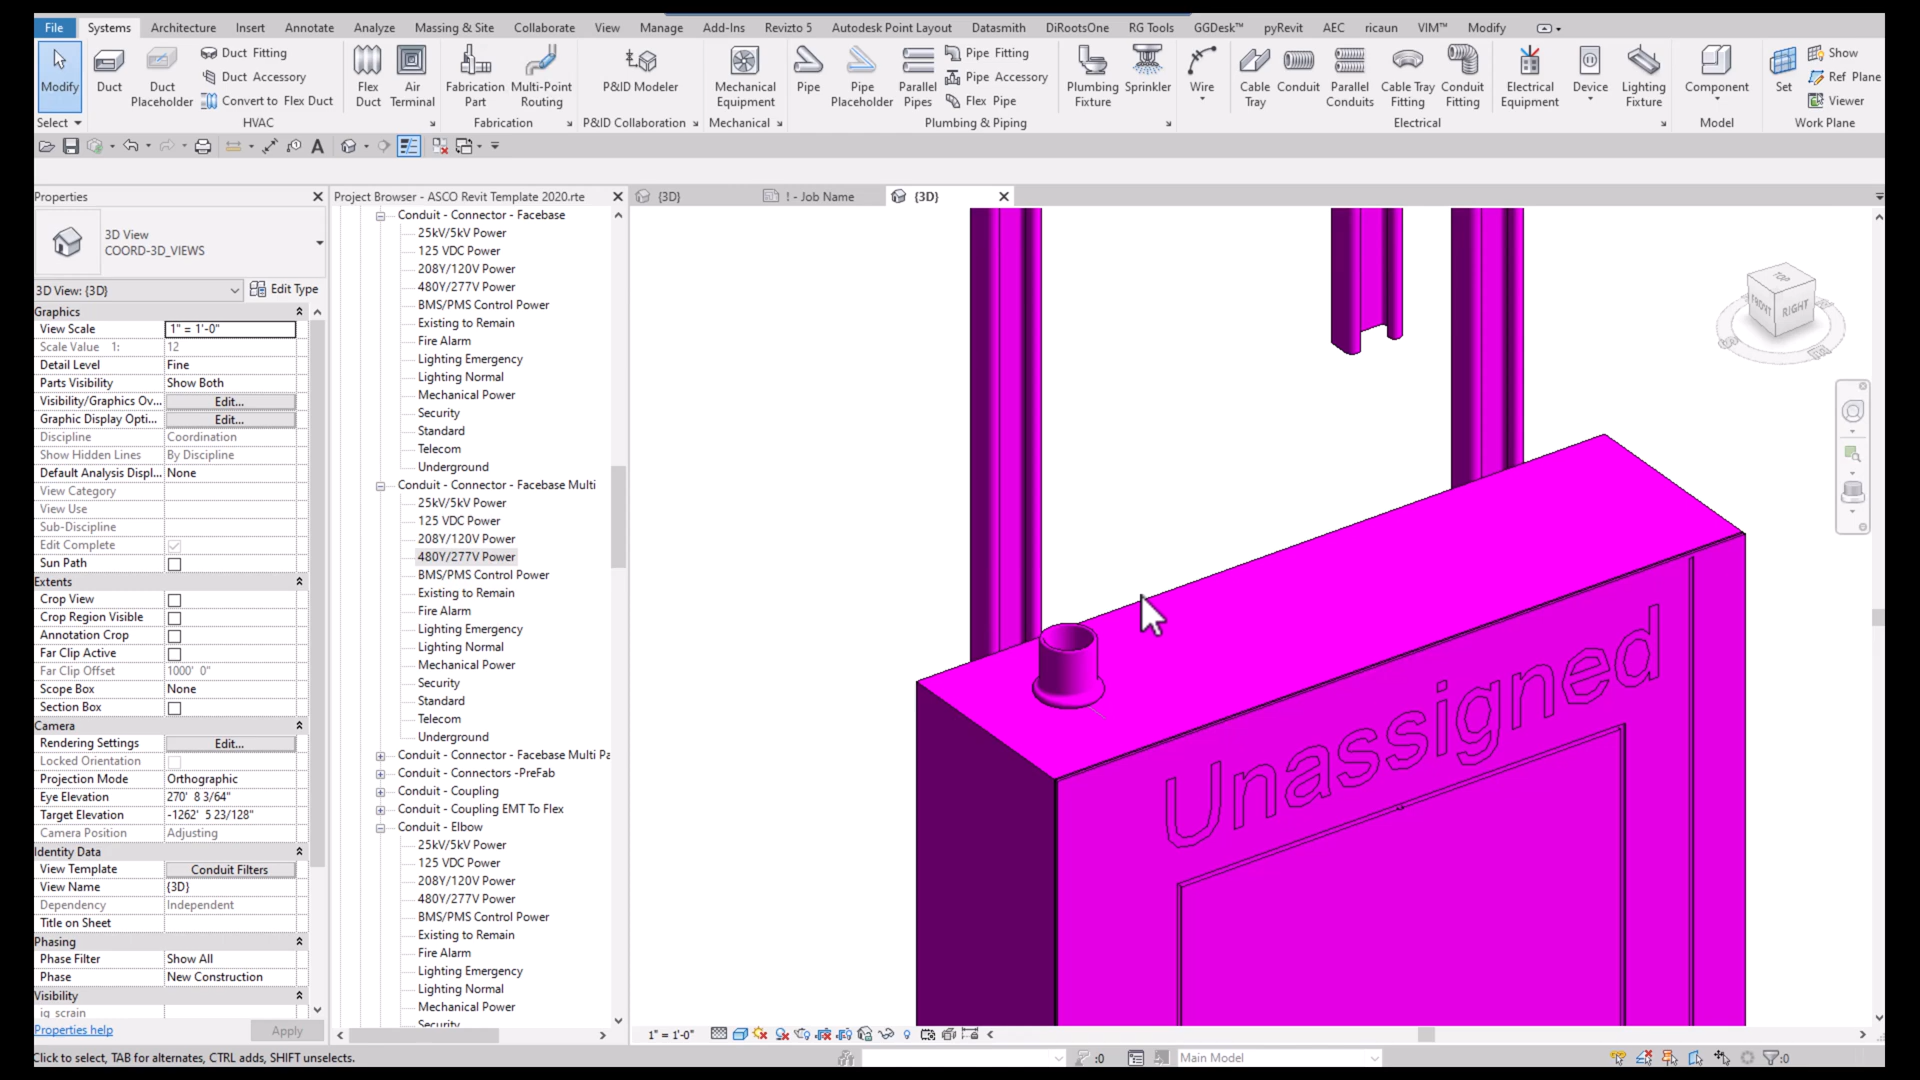 File Systems Architecture Insert Annotate Analyze Massing & Site Collaborate View Manage Add-Ins Revizto 5 Autodesk Point Layout Datasmith DiRootsOne RG Tools GGDesk™ pyRevit AEC ricaun VIM™ Modify
Modify
Select
Duct
Duct Placeholder
Duct Fitting
Duct Accessory
Convert to Flex Duct
Flex Duct
Air Terminal
HVAC
Fabrication Part
Multi-Point Routing
Fabrication
P&ID Modeler
P&ID Collaboration
Mechanical Equipment
Mechanical
Pipe
Pipe Placeholder
Parallel Pipes
Pipe Fitting
Pipe Accessory
Flex Pipe
Plumbing Fixture
Sprinkler
Plumbing & Piping
Wire
Cable Tray
Conduit
Parallel Conduits
Cable Tray Fitting
Conduit Fitting
Electrical Equipment
Device
Lighting Fixture
Electrical
Component
Model
Set
Show
Ref Plane
Viewer
Work Plane
Properties
3D View
COORD-3D_VIEWS
3D View: {3D} Edit Type
Graphics
View Scale 1" = 1'-0"
Scale Value 1: 12
Detail Level Fine
Parts Visibility Show Both
Visibility/Graphics Ov... Edit...
Graphic Display Opti... Edit...
Discipline Coordination
Show Hidden Lines By Discipline
Default Analysis Displ... None
View Category
View Use
Sub-Discipline
Edit Complete
Sun Path
Extents
Crop View
Crop Region Visible
Annotation Crop
Far Clip Active
Far Clip Offset 1000' 0"
Scope Box None
Section Box
Camera
Rendering Settings Edit...
Locked Orientation
Projection Mode Orthographic
Eye Elevation 270' 8 3/64"
Target Elevation -1262' 5 23/128"
Camera Position Adjusting
Identity Data
View Template Conduit Filters
View Name {3D}
Dependency Independent
Title on Sheet
Phasing
Phase Filter Show All
Phase New Construction
Visibility
ig_scrain
Properties help Apply
Project Browser - ASCO Revit Template 2020.rte
Conduit - Connector - Facebase
25kV/5kV Power
125 VDC Power
208Y/120V Power
480Y/277V Power
BMS/PMS Control Power
Existing to Remain
Fire Alarm
Lighting Emergency
Lighting Normal
Mechanical Power
Security
Standard
Telecom
Underground
Conduit - Connector - Facebase Multi
25kV/5kV Power
125 VDC Power
208Y/120V Power
480Y/277V Power
BMS/PMS Control Power
Existing to Remain
Fire Alarm
Lighting Emergency
Lighting Normal
Mechanical Power
Security
Standard
Telecom
Underground
Conduit - Connector - Facebase Multi Pa
Conduit - Connectors -PreFab
Conduit - Coupling
Conduit - Coupling EMT To Flex
Conduit - Elbow
25kV/5kV Power
125 VDC Power
208Y/120V Power
480Y/277V Power
BMS/PMS Control Power
Existing to Remain
Fire Alarm
Lighting Emergency
Lighting Normal
Mechanical Power
Security
{3D} ! - Job Name {3D}
TOP
FRONT
RIGHT
Unassigned
1" = 1'-0"
Click to select, TAB for alternates, CTRL adds, SHIFT unselects.
:0
Main Model
:0